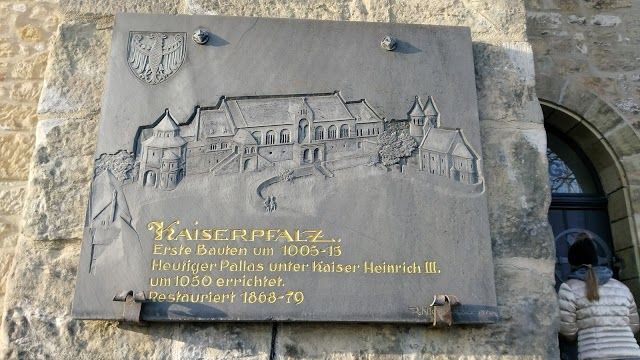 KAISERPFALZ.
Erste Bauten um 1005-15
Heutiger Pallas unter Kaiser Heinrich III.
um 1050 errichtet.
Restauriert 1868-79